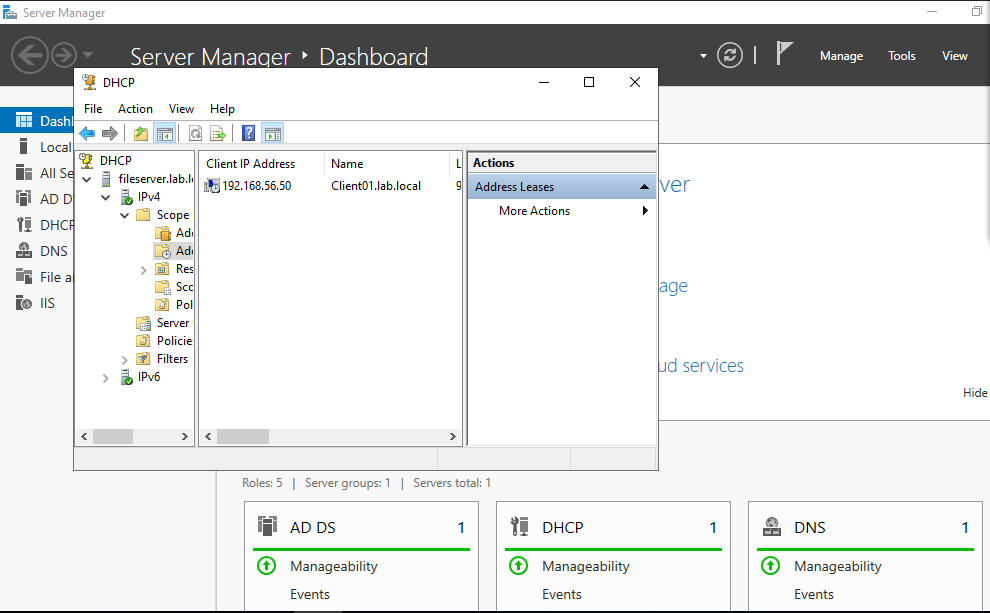 Server Manager
Server Manager ‣ Dashboard
Manage Tools View
DHCP
File Action View Help
Dashl
Local
All Se
AD D
DHCP
DNS
File a
IIS
DHCP
fileserver.lab.l
IPv4
Scope
Ad
Ad
Res
Sco
Pol
Server
Policie
Filters
IPv6
Client IP Address Name L
192.168.56.50 Client01.lab.local 9
Actions
Address Leases
More Actions
ver
age
ud services
Hide
Roles: 5 | Server groups: 1 | Servers total: 1
AD DS 1
Manageability
Events
DHCP 1
Manageability
Events
DNS 1
Manageability
Events